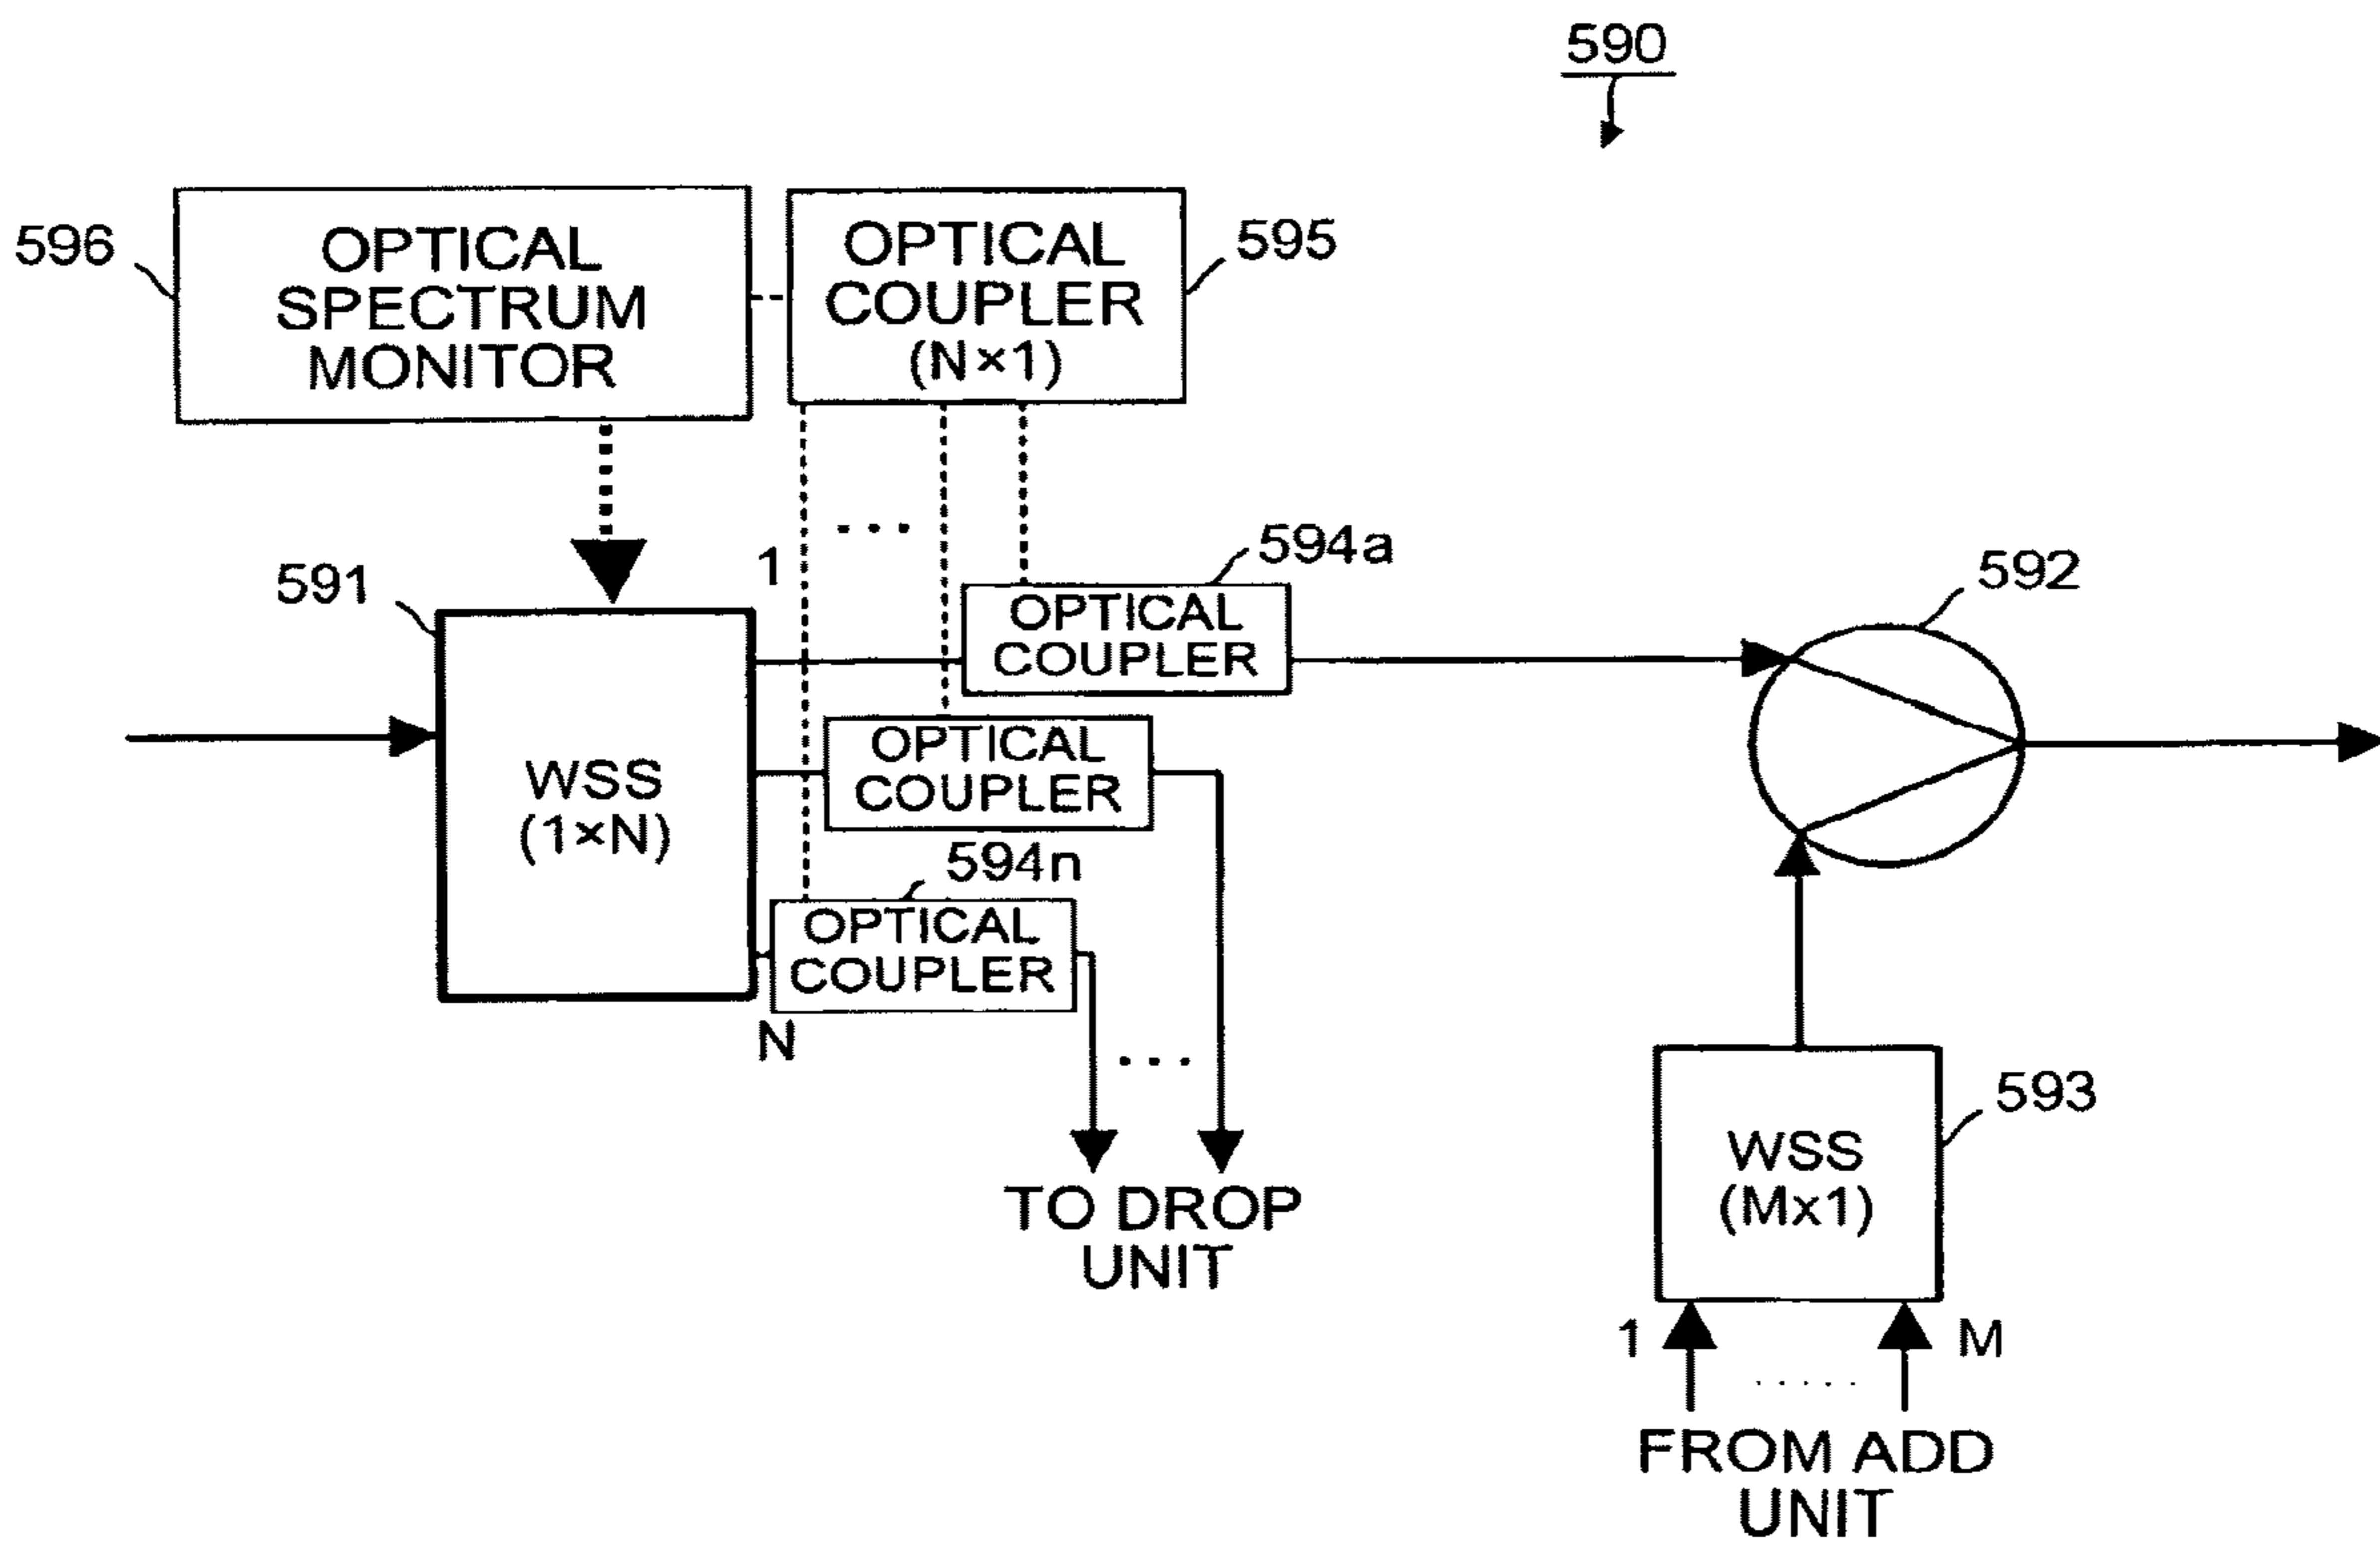 590
596
OPTICAL
SPECTRUM
MONITOR
OPTICAL
COUPLER
(N×1)
595
...
594a
591
1
OPTICAL
COUPLER
592
OPTICAL
COUPLER
WSS
(1×N)
594n
OPTICAL
COUPLER
N
...
TO DROP
UNIT
593
WSS
(M×1)
1
M
.....
FROM ADD
UNIT